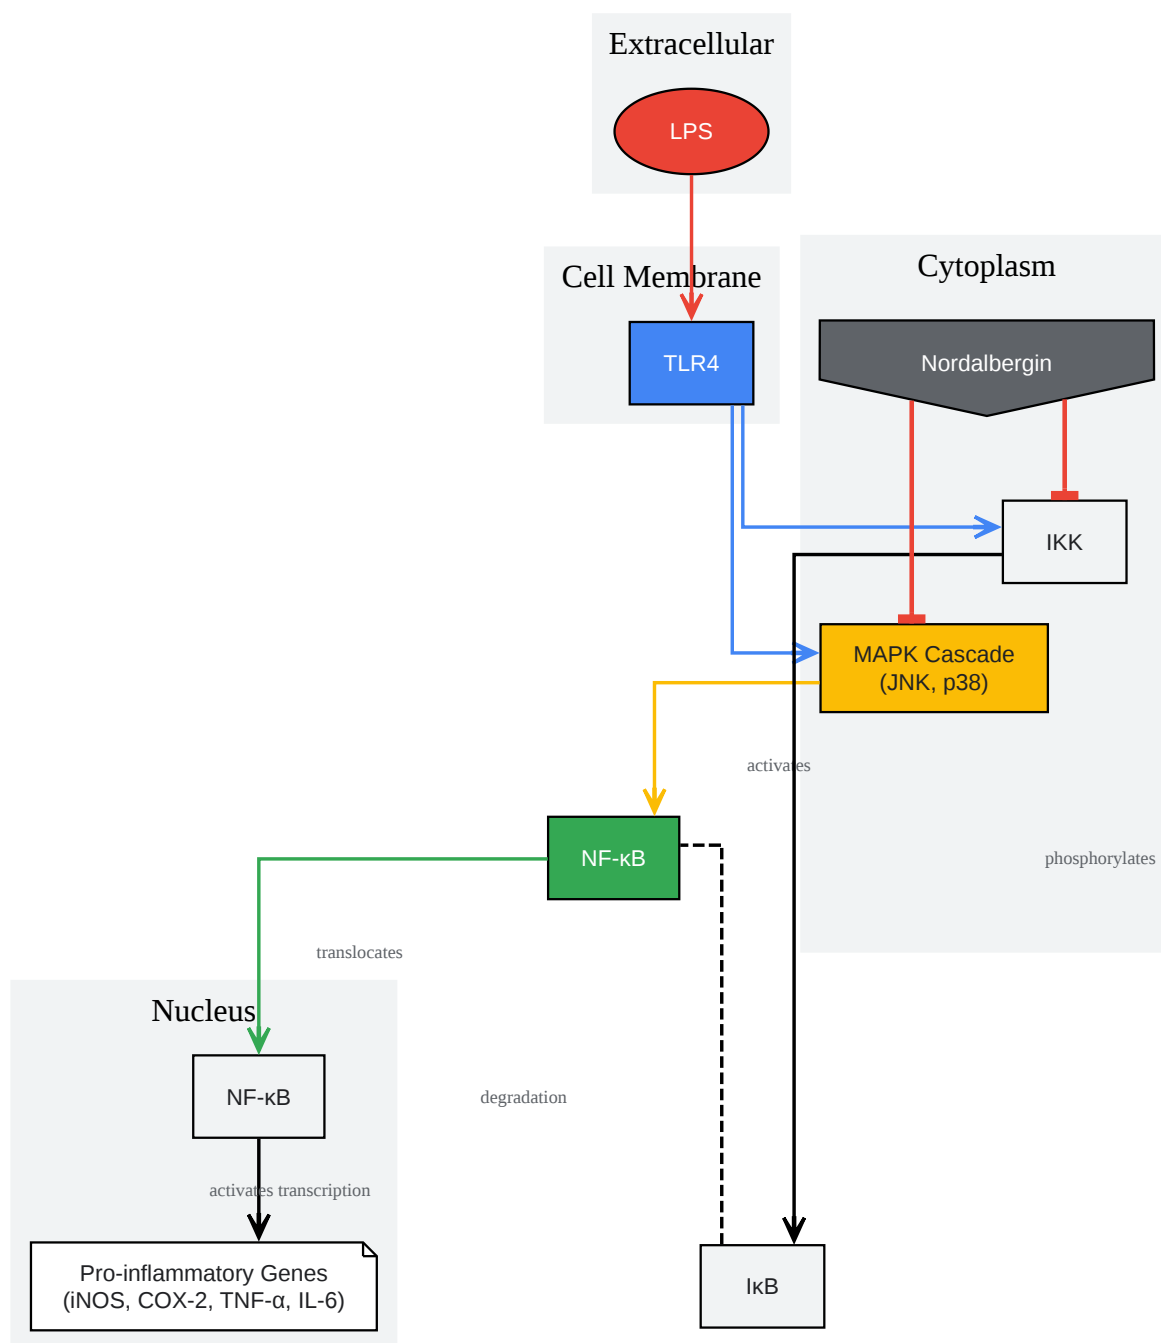 Extracellular
LPS
Cell Membrane
Cytoplasm
TLR4
Nordalbergin
IKK
MAPK Cascade
(JNK, p38)
activates
NF-κB
phosphorylates
translocates
Nucleus
NF-κB
degradation
activates transcription
Pro-inflammatory Genes
(iNOS, COX-2, TNF-α, IL-6)
IκB